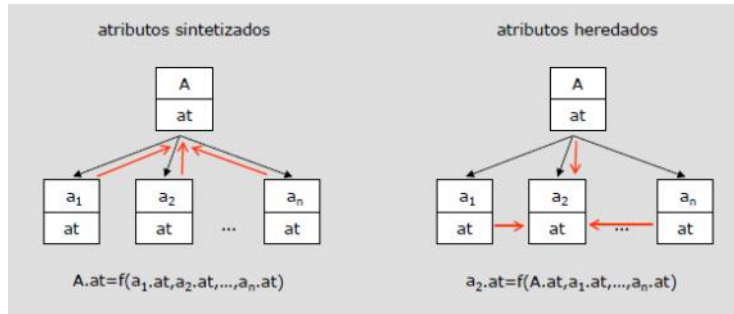 atributos sintetizados
A
at
a₁
at
a₂
at
...
aₙ
at
A.at=f(a₁.at,a₂.at,...,aₙ.at)
atributos heredados
A
at
a₁
at
a₂
at
...
aₙ
at
a₂.at=f(A.at,a₁.at,...,aₙ.at)